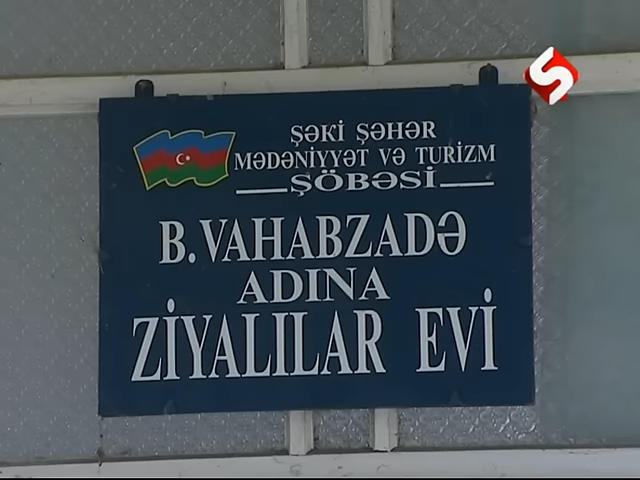 ŞƏKİ ŞƏHƏR
MƏDƏNİYYƏT VƏ TURİZM
ŞÖBƏSİ
B. VAHABZADƏ
ADINA
ZİYALILAR EVİ
S